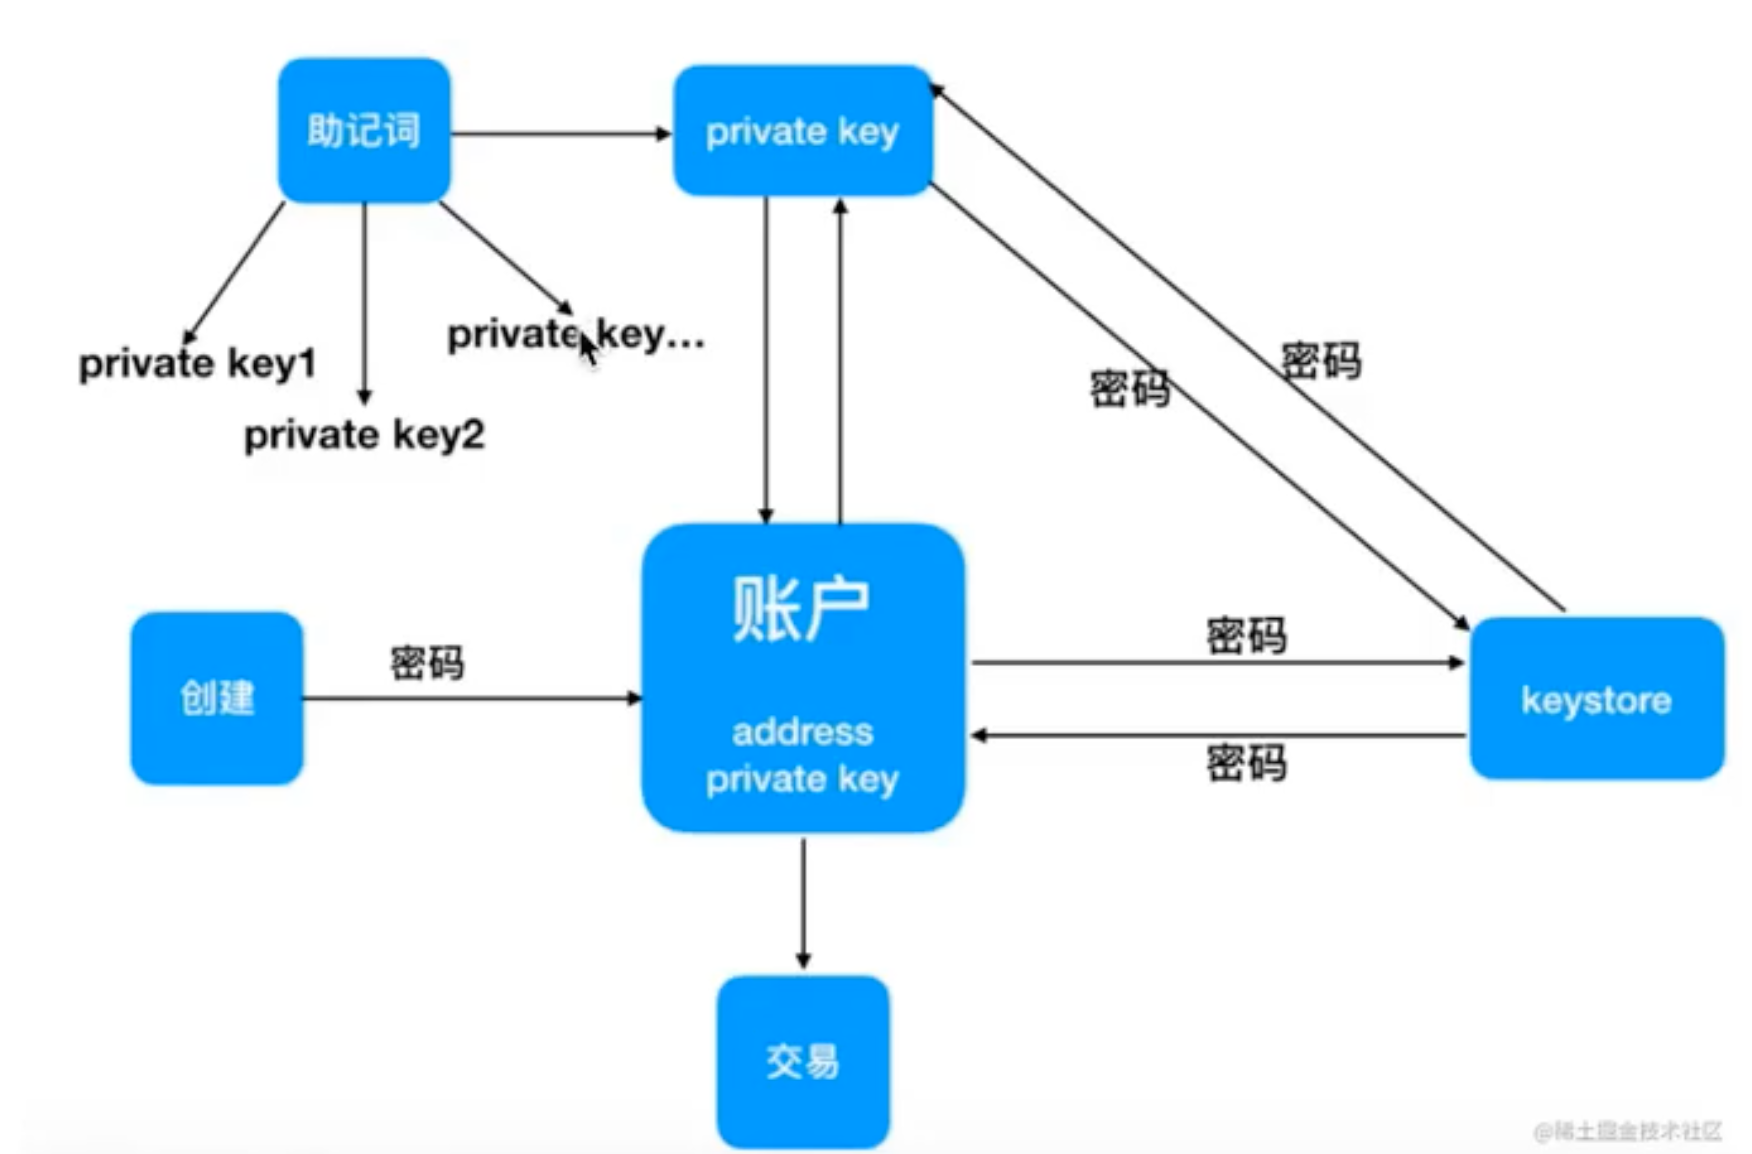 助记词
private key
private key1
private key2
private key...
密码
密码
账户
address
private key
创建
密码
密码
密码
keystore
交易
@稀土掘金技术社区